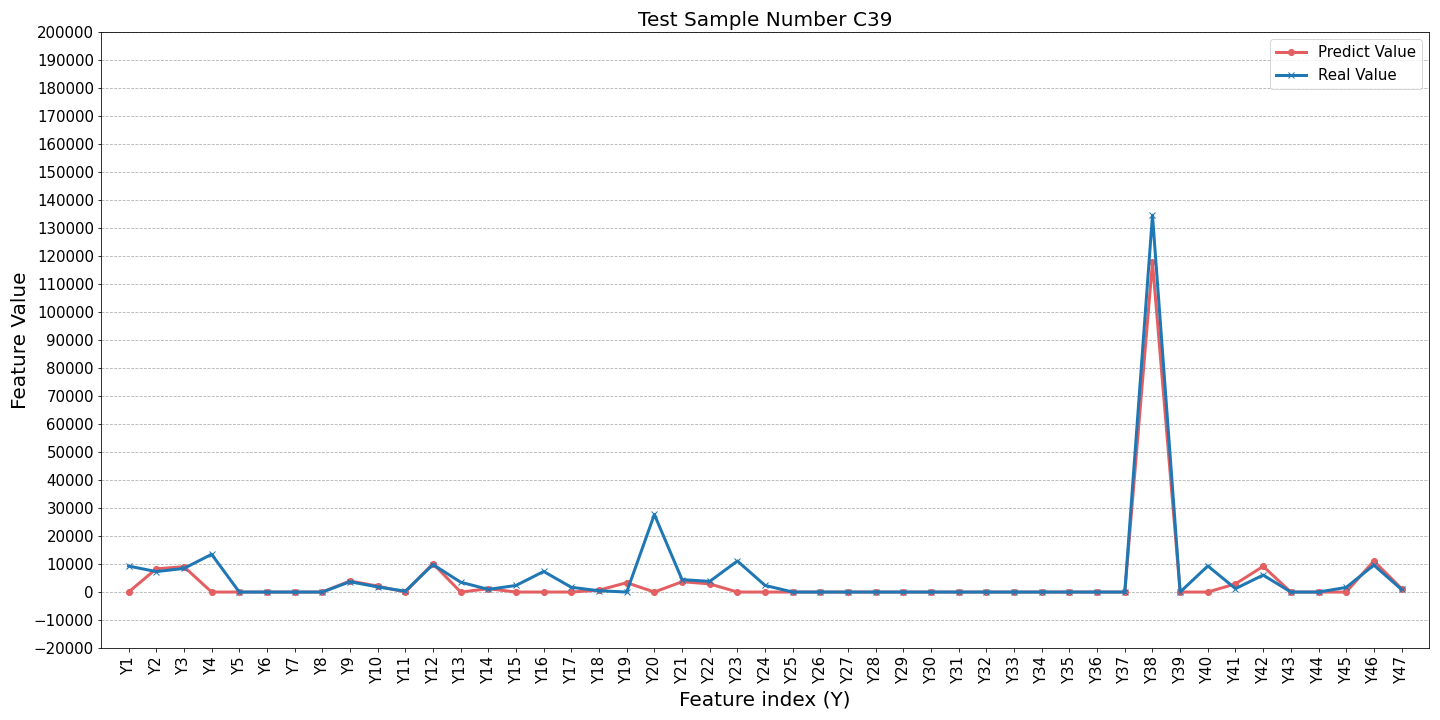 Test Sample Number C39
Predict Value
Real Value
Feature Value
200000
190000
180000
170000
160000
150000
140000
130000
120000
110000
100000
90000
80000
70000
60000
50000
40000
30000
20000
10000
0
−10000
−20000
Y1
Y2
Y3
Y4
Y5
Y6
Y7
Y8
Y9
Y10
Y11
Y12
Y13
Y14
Y15
Y16
Y17
Y18
Y19
Y20
Y21
Y22
Y23
Y24
Y25
Y26
Y27
Y28
Y29
Y30
Y31
Y32
Y33
Y34
Y35
Y36
Y37
Y38
Y39
Y40
Y41
Y42
Y43
Y44
Y45
Y46
Y47
Feature index (Y)